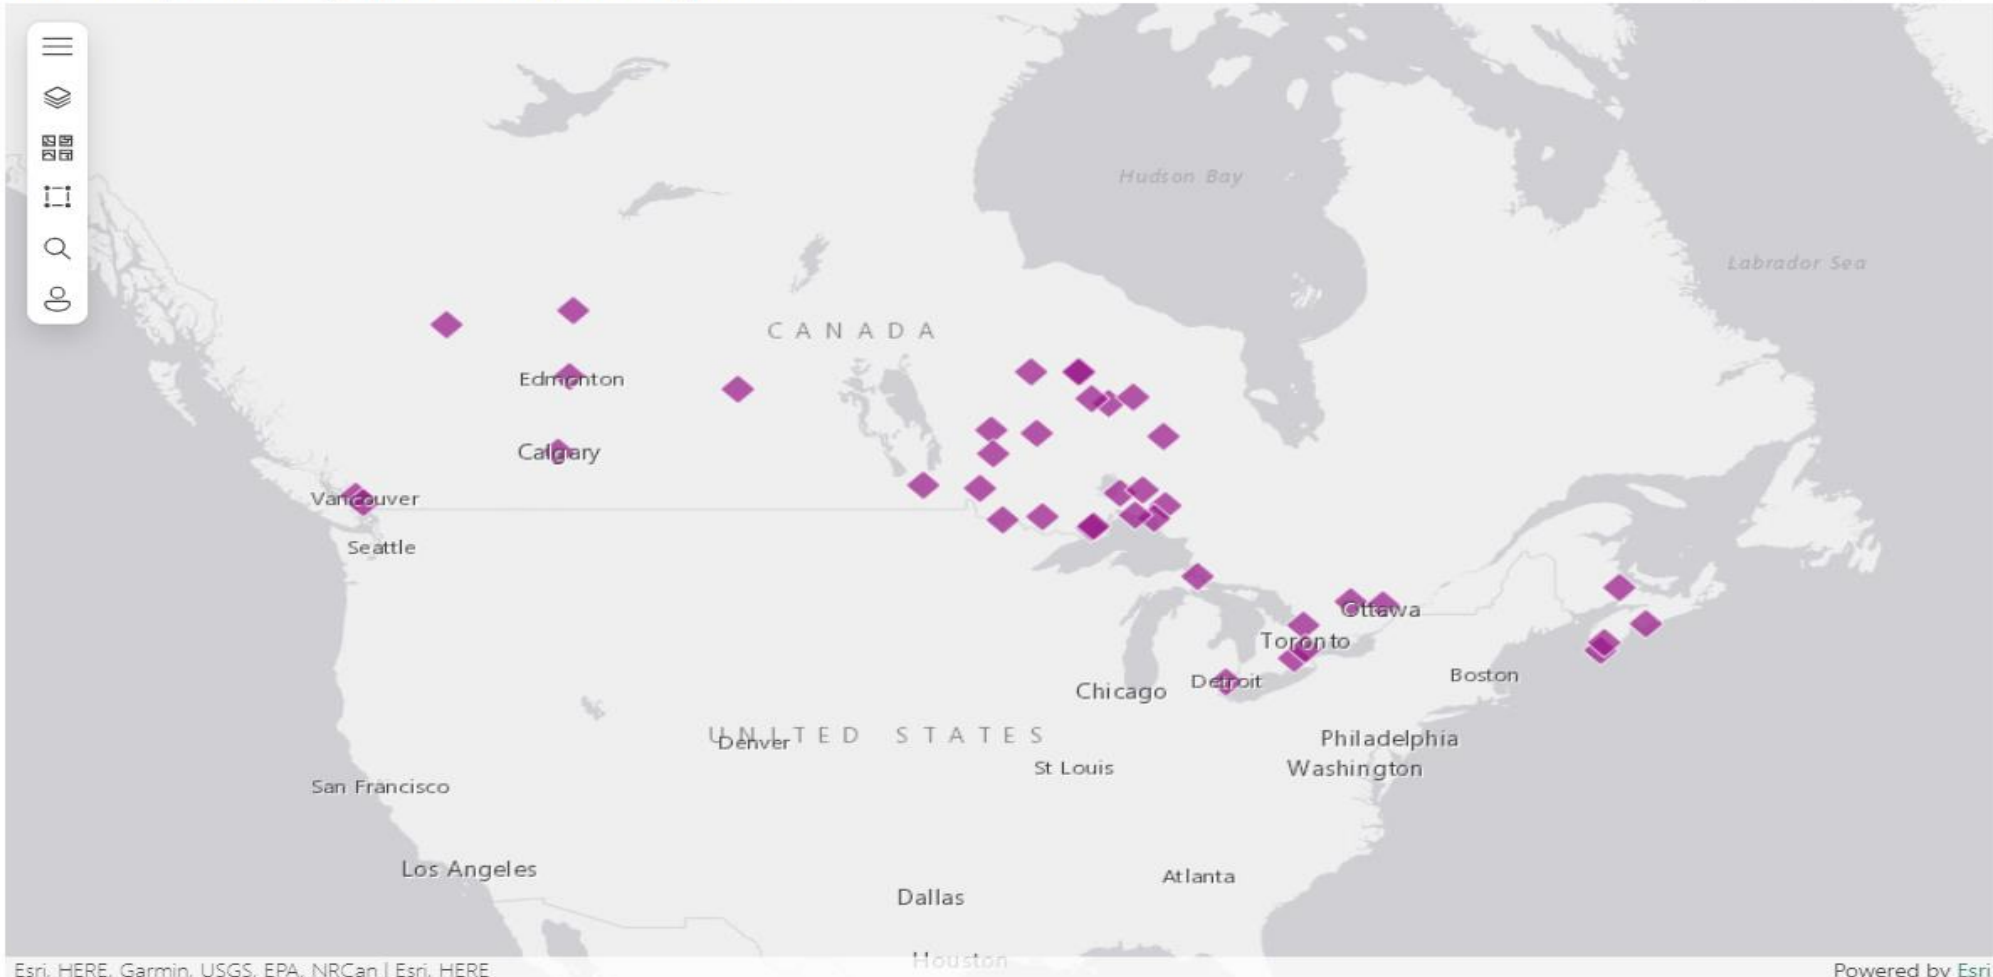 Hudson Bay
Labrador Sea
CANADA
Edmonton
Calgary
Vancouver
Seattle
Ottawa
Toronto
Boston
Detroit
Chicago
UNITED STATES
Denver
Philadelphia
St Louis
Washington
San Francisco
Los Angeles
Atlanta
Dallas
Houston
Esri, HERE, Garmin, USGS, EPA, NRCan | Esri, HERE
Powered by Esri